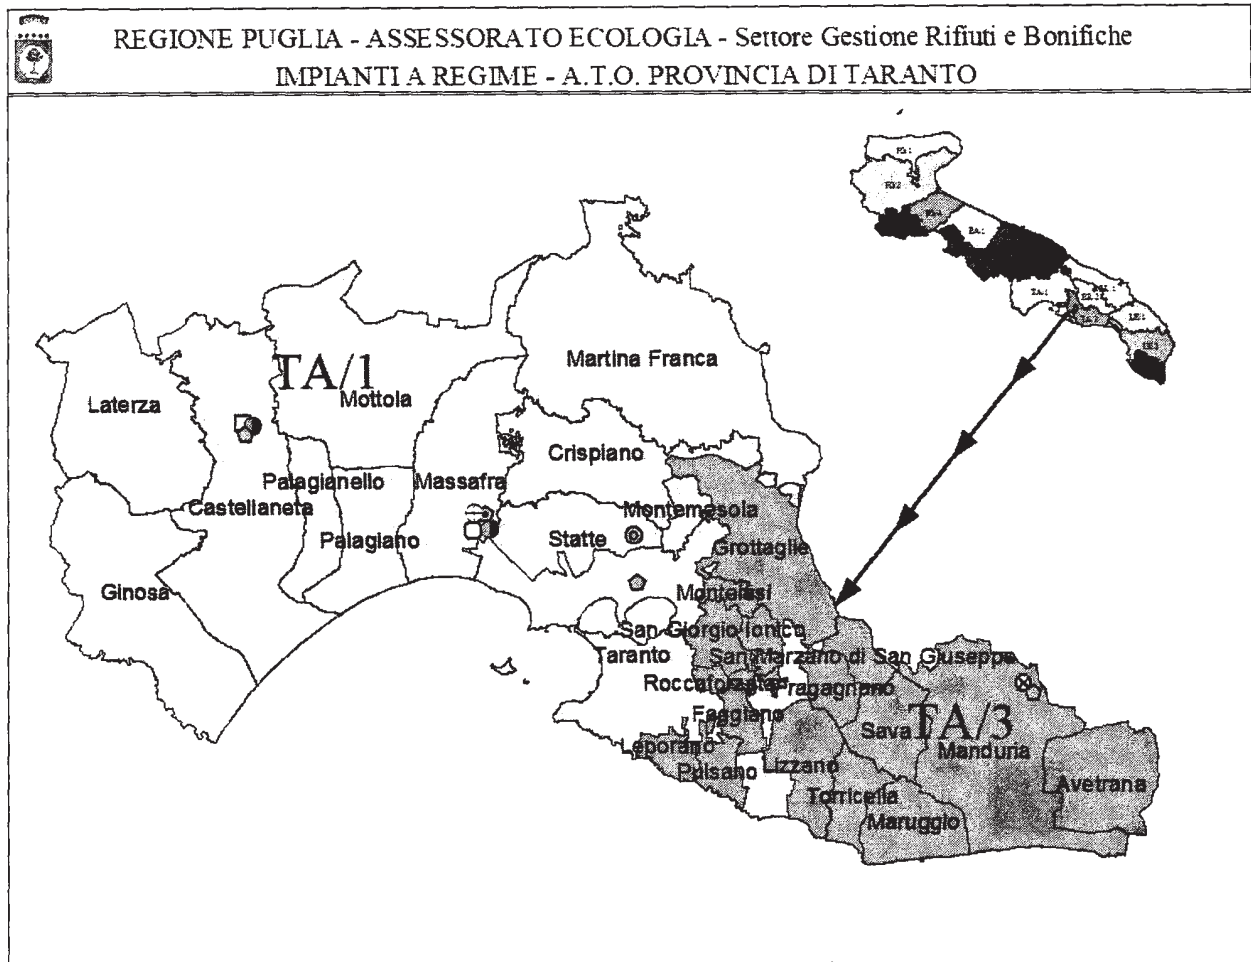 REGIONE PUGLIA - ASSESSORATO ECOLOGIA - Settore Gestione Rifiuti e Bonifiche
IMPIANTI A REGIME - A.T.O. PROVINCIA DI TARANTO
TA/1
Martina Franca
Laterza
Mottola
Crispiano
Palagianello
Massafra
Castellaneta
Montemesola
Palagiano
Statte
Grottaglie
Ginosa
Monteiasi
San Giorgio Ionico
Taranto
San Marzano di San Giuseppe
Roccaforzata
Fragagnano
Faggiano
TA/3
Sava
Leporano
Manduria
Pulsano
Lizzano
Avetrana
Torricella
Maruggio